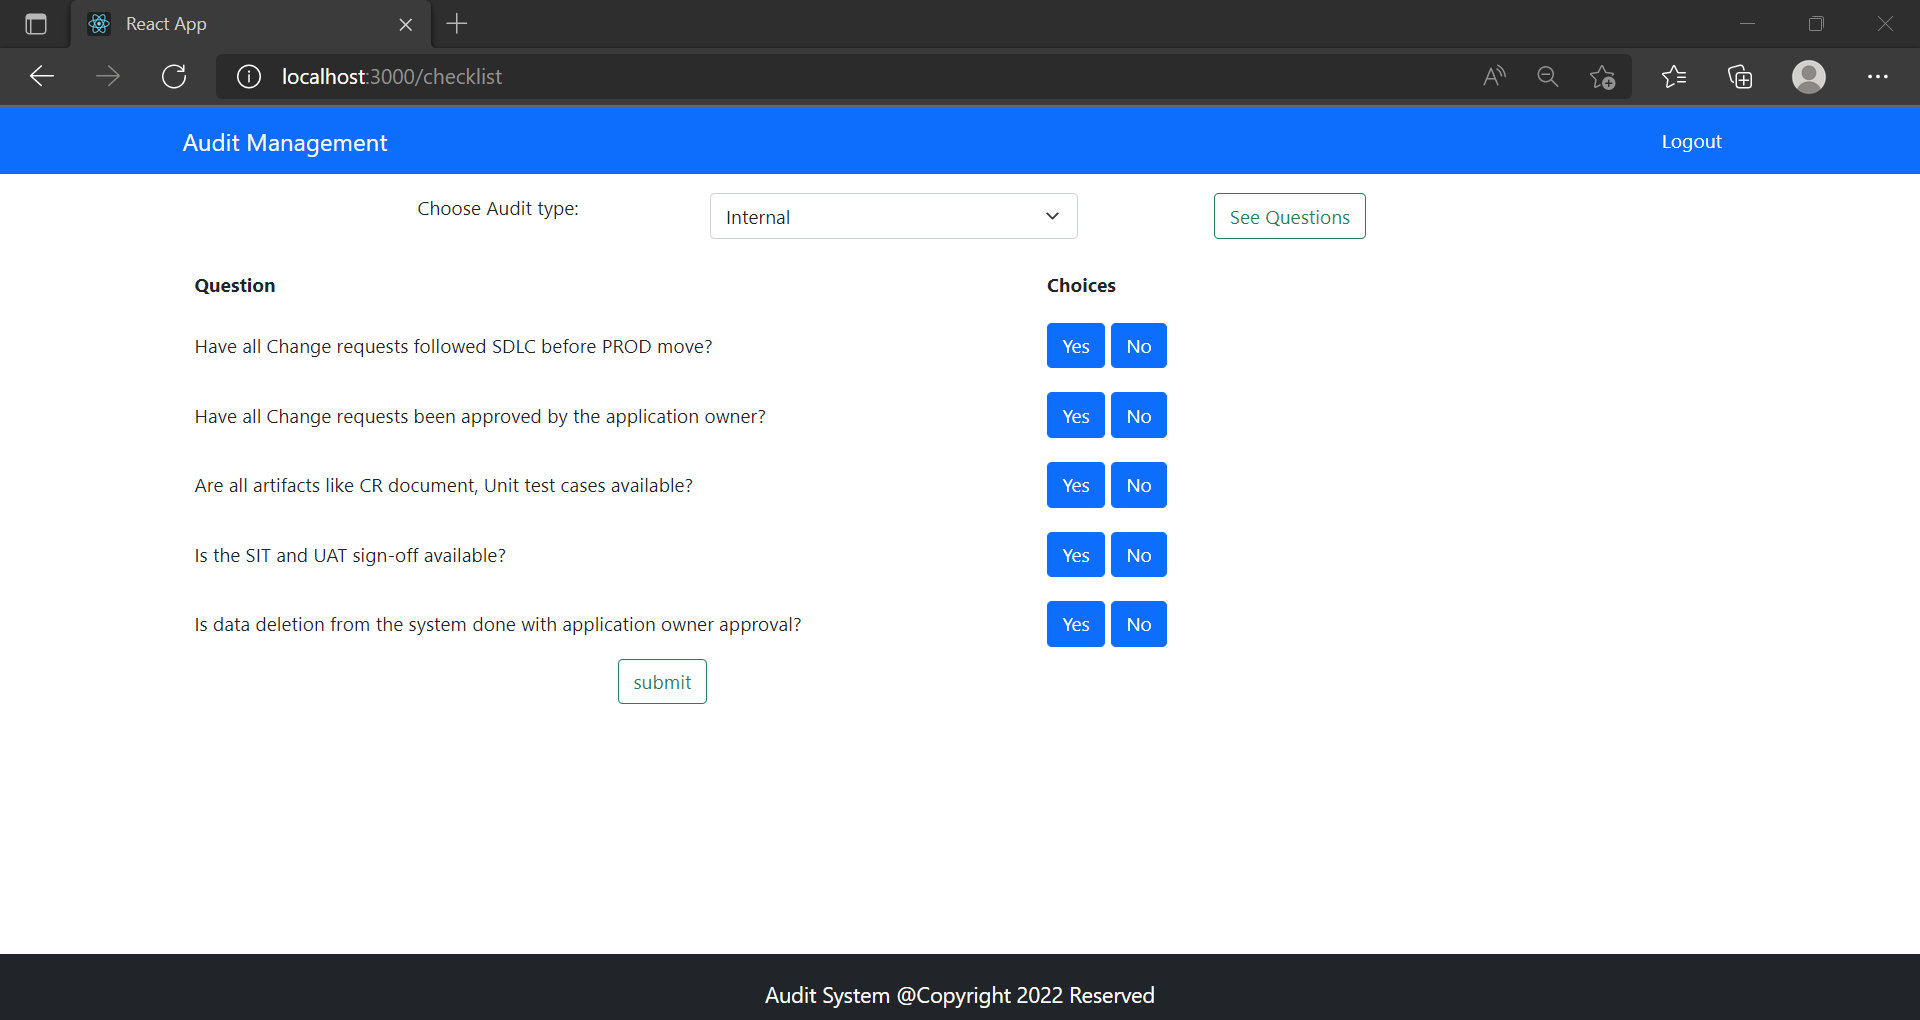 React App
localhost:3000/checklist
Audit Management
Logout
Choose Audit type:
Internal
See Questions
Question
Choices
Have all Change requests followed SDLC before PROD move?
Yes
No
Have all Change requests been approved by the application owner?
Yes
No
Are all artifacts like CR document, Unit test cases available?
Yes
No
Is the SIT and UAT sign-off available?
Yes
No
Is data deletion from the system done with application owner approval?
Yes
No
submit
Audit System @Copyright 2022 Reserved